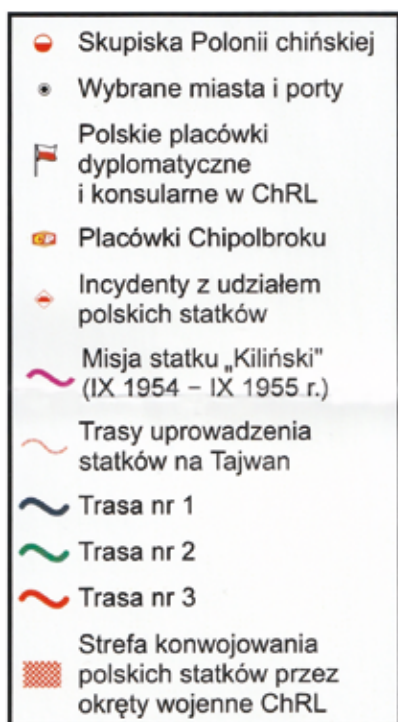 Skupiska Polonii chińskiej
Wybrane miasta i porty
Polskie placówki
dyplomatyczne
i konsularne w ChRL
Placówki Chipolbroku
Incydenty z udziałem
polskich statków
Misja statku „Kiliński”
(IX 1954 – IX 1955 r.)
Trasy uprowadzenia
statków na Tajwan
Trasa nr 1
Trasa nr 2
Trasa nr 3
Strefa konwojowania
polskich statków przez
okręty wojenne ChRL